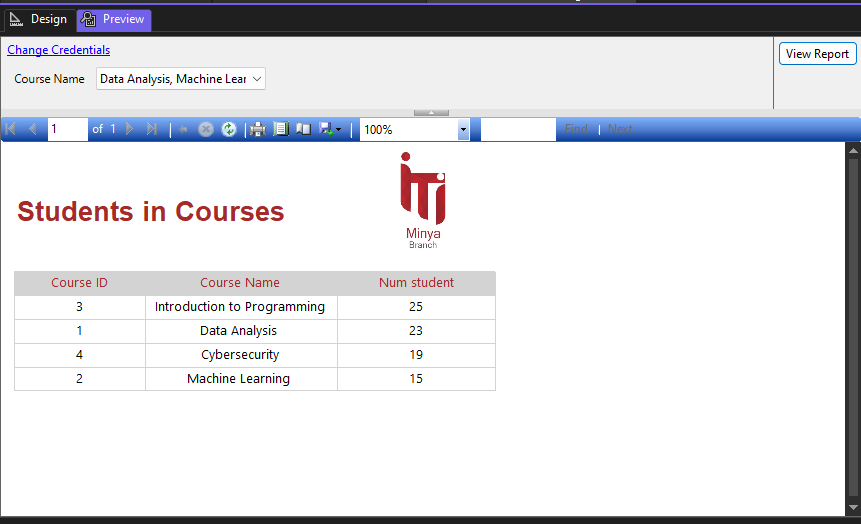 Design Preview
Change Credentials
View Report
Course Name Data Analysis, Machine Lear
1 of 1 100% Find | Next
Students in Courses
iTi
Minya
Branch
Course ID Course Name Num student
3 Introduction to Programming 25
1 Data Analysis 23
4 Cybersecurity 19
2 Machine Learning 15